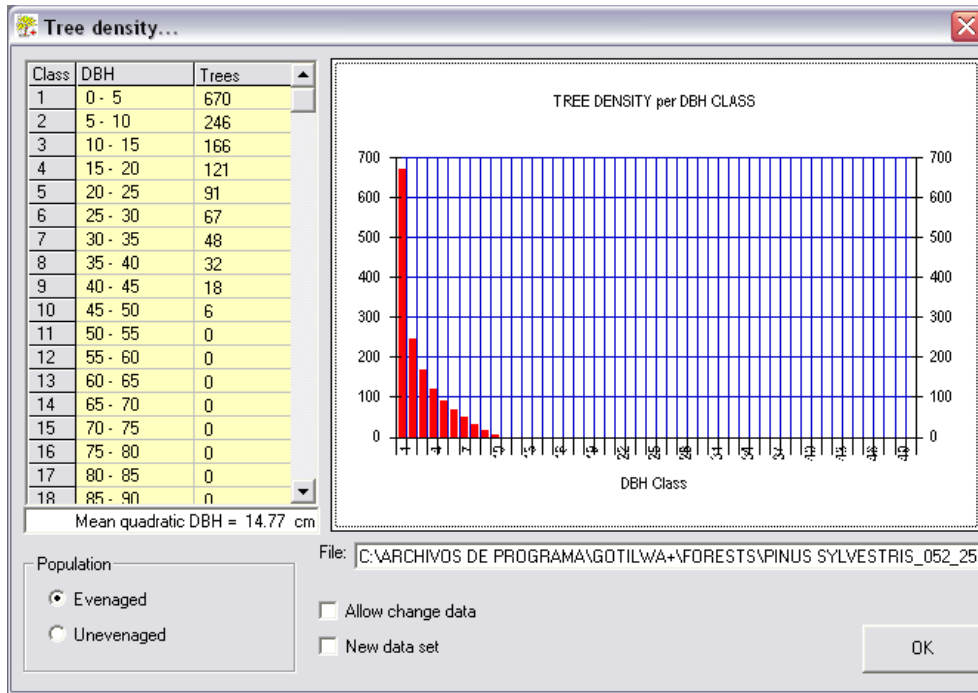 Tree density...
Class DBH Trees
1 0 - 5 670
2 5 - 10 246
3 10 - 15 166
4 15 - 20 121
5 20 - 25 91
6 25 - 30 67
7 30 - 35 48
8 35 - 40 32
9 40 - 45 18
10 45 - 50 6
11 50 - 55 0
12 55 - 60 0
13 60 - 65 0
14 65 - 70 0
15 70 - 75 0
16 75 - 80 0
17 80 - 85 0
18 85 - 90 0
Mean quadratic DBH = 14.77 cm
TREE DENSITY per DBH CLASS
700 700
600 600
500 500
400 400
300 300
200 200
100 100
0 0
DBH Class
File: C:\ARCHIVOS DE PROGRAMA\GOTILWA+\FORESTS\PINUS SYLVESTRIS_052_25
Population
Evenaged
Unevenaged
Allow change data
New data set
OK